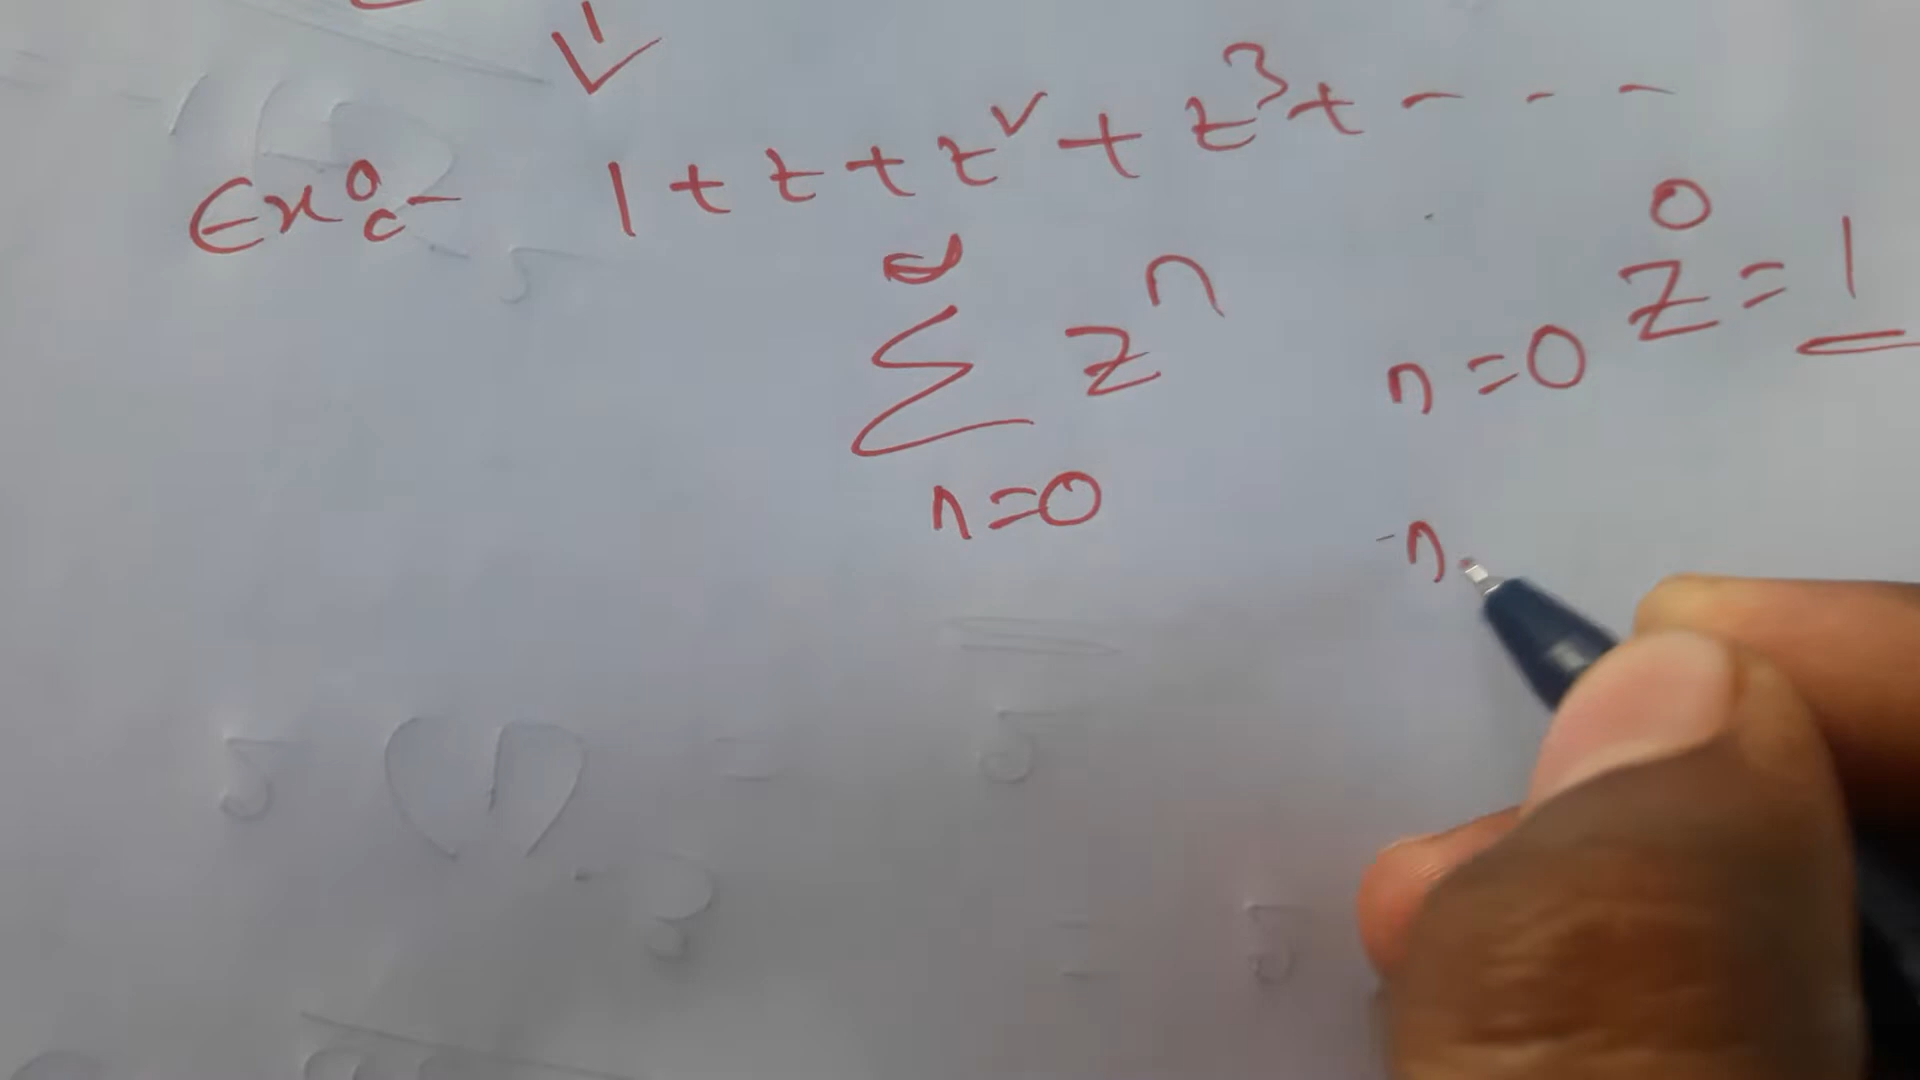 Ex:- 1 + z + z² + z³ + - - -
∞
Σ zⁿ
n=0
n=0 z⁰ = 1
n